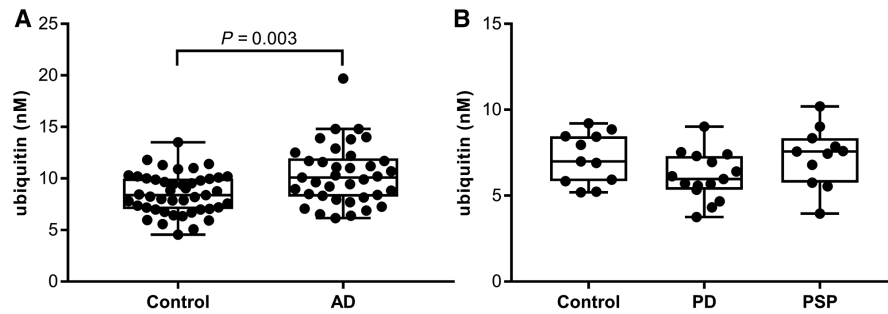 A
ubiquitin (nM)
25
20
15
10
5
0
P = 0.003
Control
AD
B
ubiquitin (nM)
15
10
5
0
Control
PD
PSP